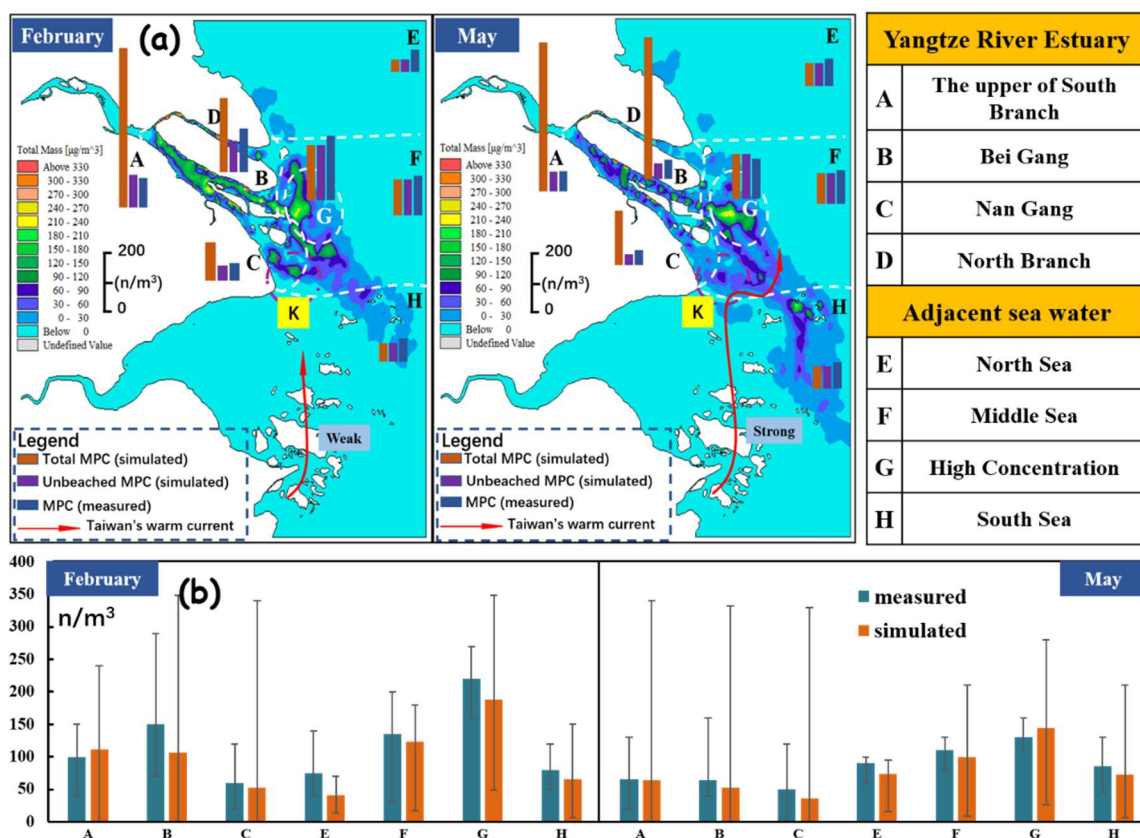 February
(a)
E
D
A
B
F
G
C
H
K
Total Mass [µg/m^3]
Above 330
300 - 330
270 - 300
240 - 270
210 - 240
180 - 210
150 - 180
120 - 150
90 - 120
60 - 90
30 - 60
0 - 30
Below 0
Undefined Value
200
(n/m³)
0
Weak
Legend
Total MPC (simulated)
Unbeached MPC (simulated)
MPC (measured)
Taiwan's warm current
May
E
D
A
B
F
G
C
H
K
Total Mass [µg/m^3]
Above 330
300 - 330
270 - 300
240 - 270
210 - 240
180 - 210
150 - 180
120 - 150
90 - 120
60 - 90
30 - 60
0 - 30
Below 0
Undefined Value
200
(n/m³)
0
Strong
Legend
Total MPC (simulated)
Unbeached MPC (simulated)
MPC (measured)
Taiwan's warm current
Yangtze River Estuary
A The upper of South
Branch
B Bei Gang
C Nan Gang
D North Branch
Adjacent sea water
E North Sea
F Middle Sea
G High Concentration
H South Sea
400
350
300
250
200
150
100
50
0
February
(b)
n/m³
May
measured
simulated
A B C E F G H A B C E F G H